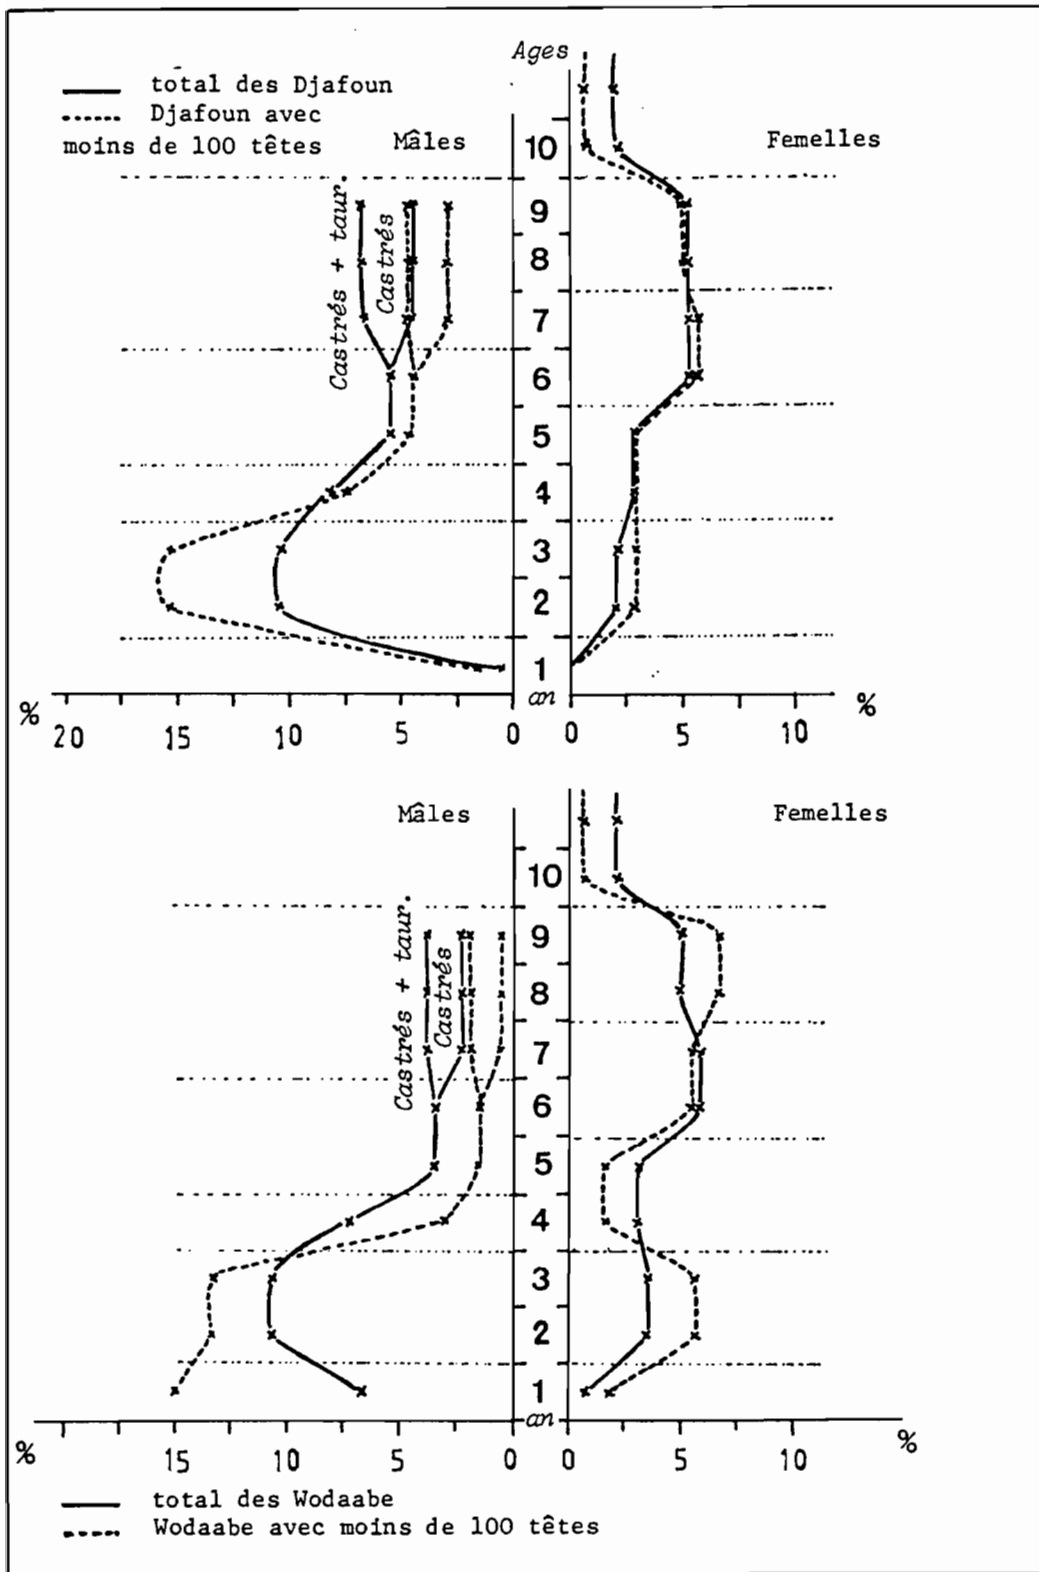 Ages
total des Djafoun
Djafoun avec
moins de 100 têtes
Mâles
Femelles
Castrés + taur.
Castrés
10
9
8
7
6
5
4
3
2
1
an
% 20 15 10 5 0
0 5 10 %
Mâles
Femelles
Castrés + taur.
Castrés
10
9
8
7
6
5
4
3
2
1
an
% 15 10 5 0
0 5 10 %
total des Wodaabe
Wodaabe avec moins de 100 têtes